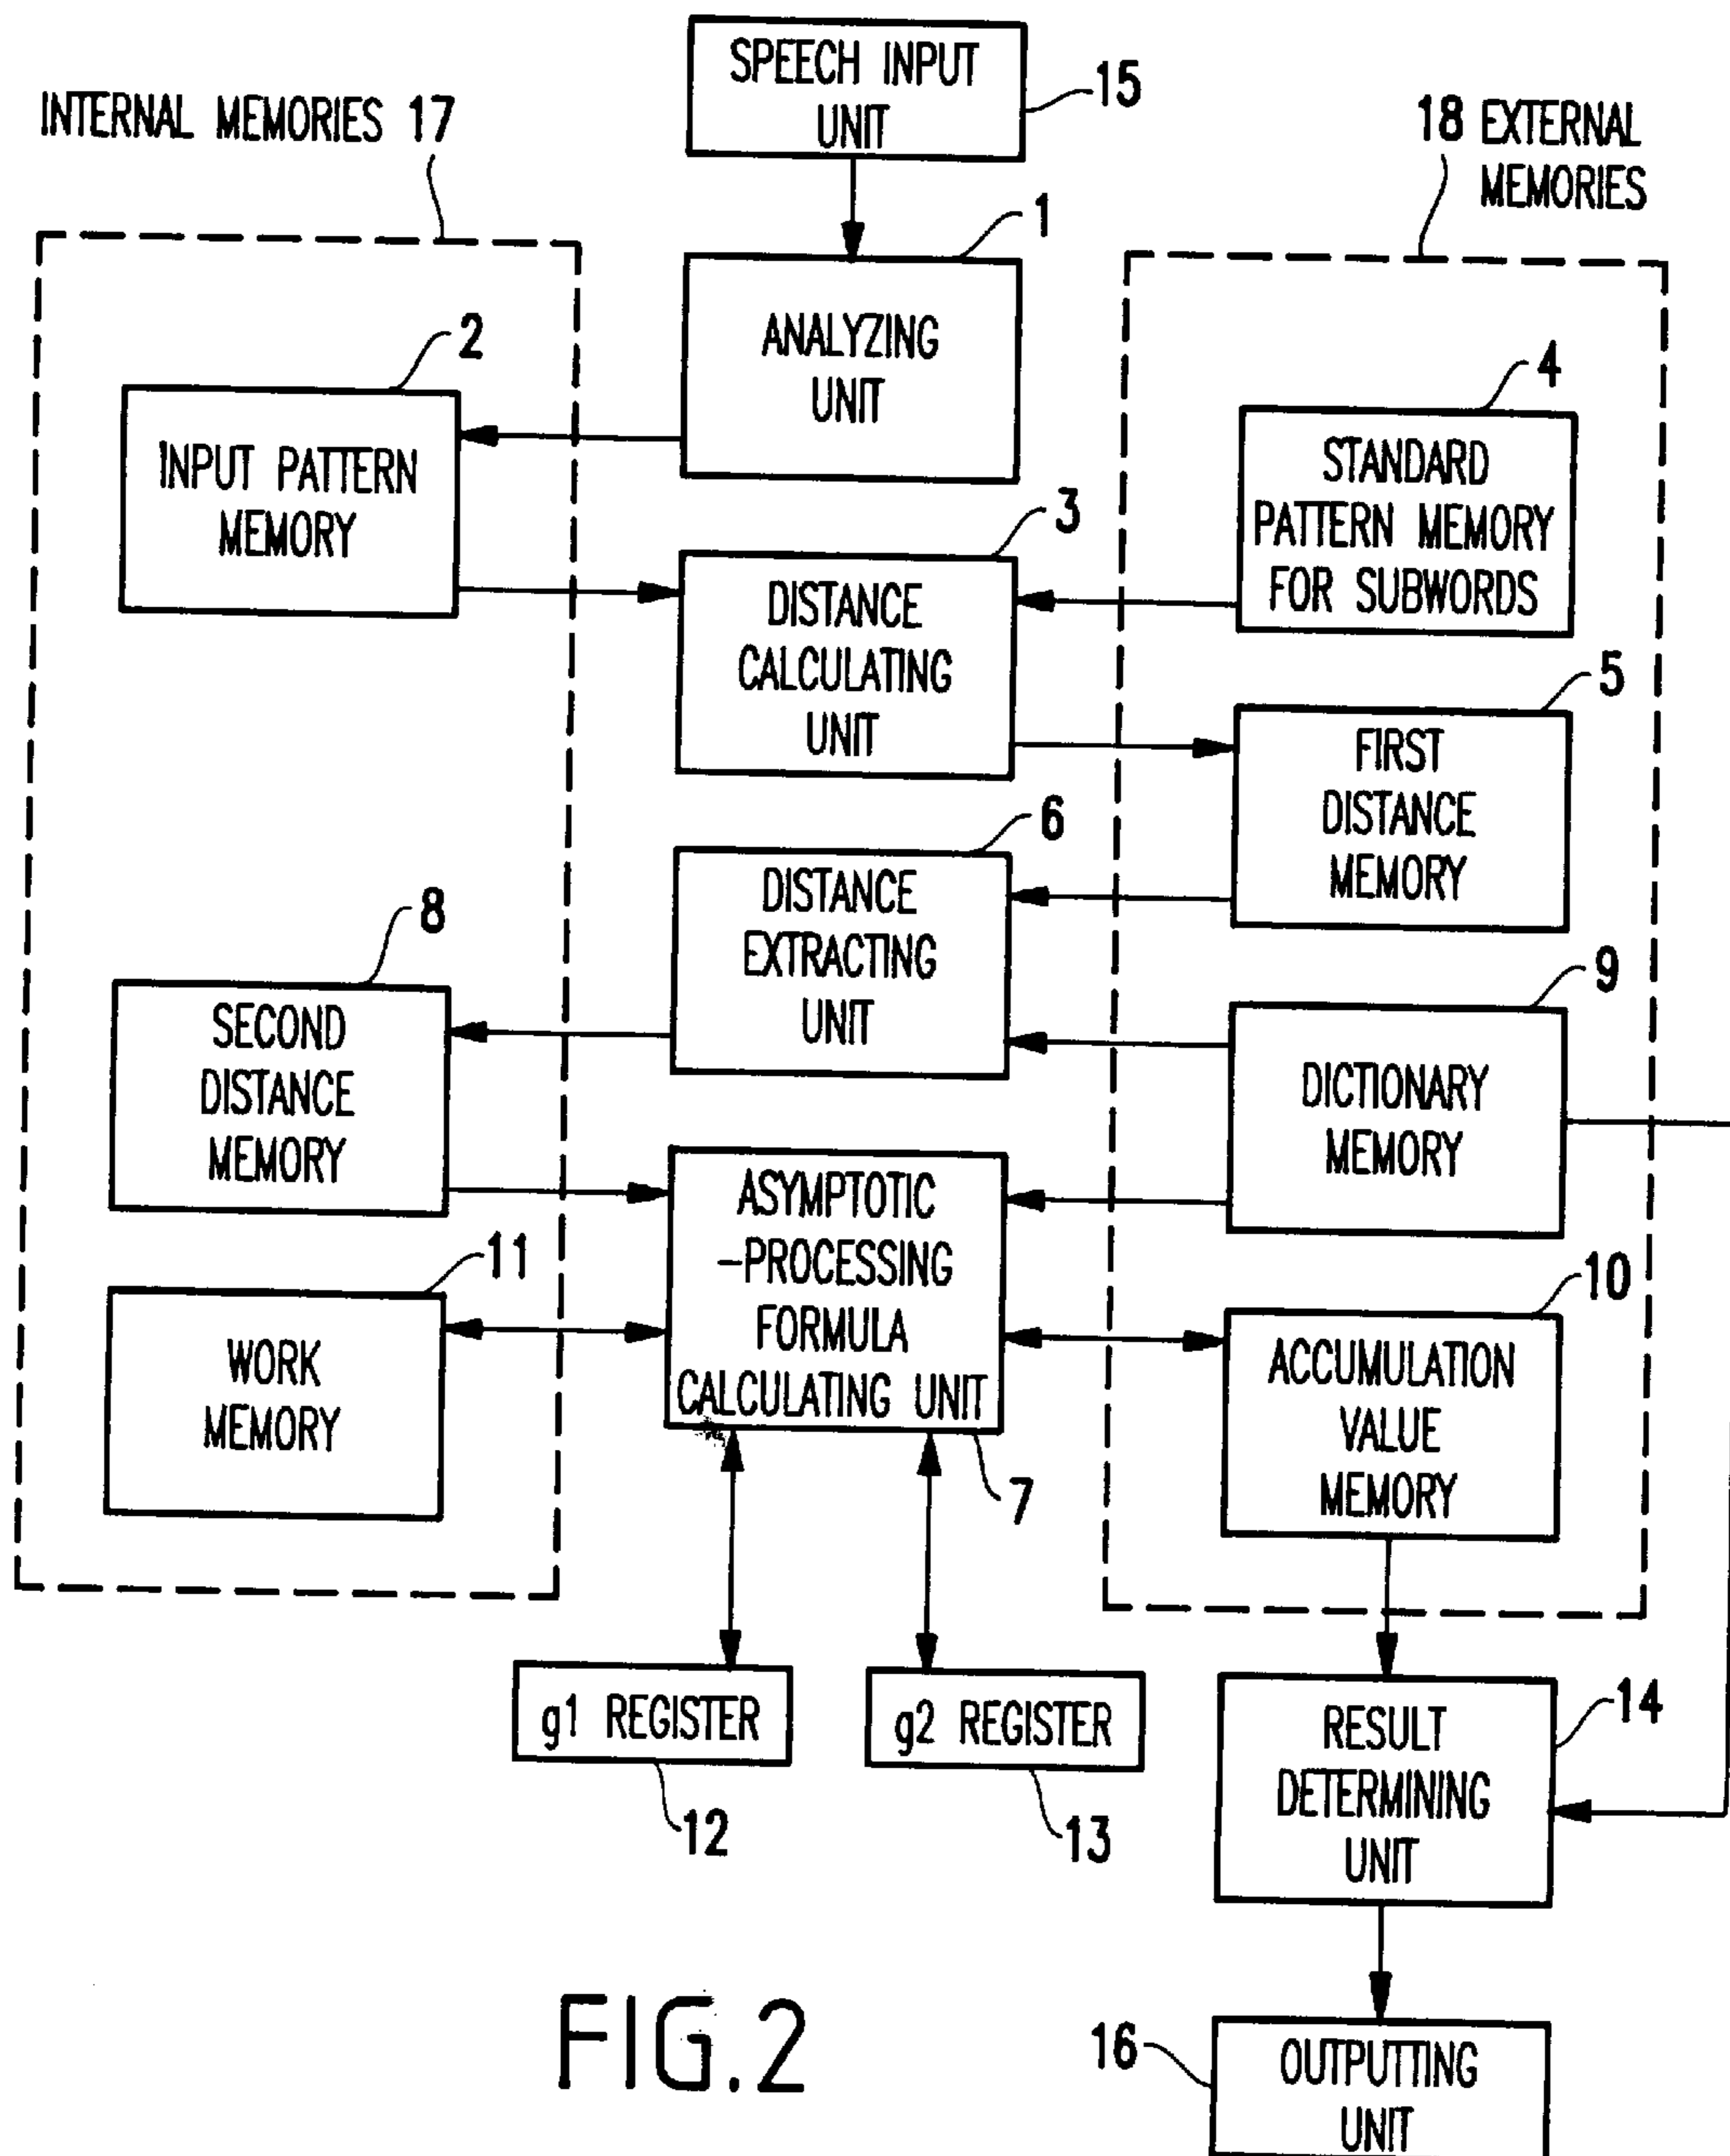 SPEECH INPUT
UNIT
15
INTERNAL MEMORIES 17
18 EXTERNAL
MEMORIES
1
ANALYZING
UNIT
2
INPUT PATTERN
MEMORY
4
STANDARD
PATTERN MEMORY
FOR SUBWORDS
3
DISTANCE
CALCULATING
UNIT
5
FIRST
DISTANCE
MEMORY
6
DISTANCE
EXTRACTING
UNIT
8
SECOND
DISTANCE
MEMORY
9
DICTIONARY
MEMORY
ASYMPTOTIC
-PROCESSING
FORMULA
CALCULATING UNIT
7
11
WORK
MEMORY
10
ACCUMULATION
VALUE
MEMORY
g1 REGISTER
12
g2 REGISTER
13
14
RESULT
DETERMINING
UNIT
16
OUTPUTTING
UNIT
FIG.2